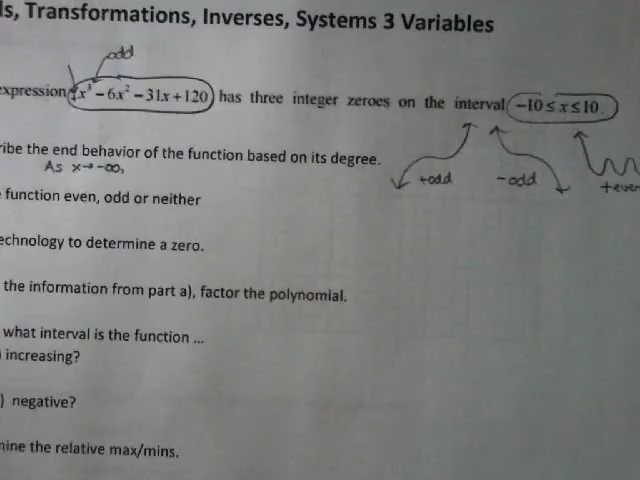 ls, Transformations, Inverses, Systems 3 Variables
odd
expression x³ − 6x² − 31x + 120 has three integer zeroes on the interval −10 ≤ x ≤ 10.
ribe the end behavior of the function based on its degree.
As x→-∞,
+odd -odd +even
function even, odd or neither
echnology to determine a zero.
the information from part a), factor the polynomial.
what interval is the function ...
) increasing?
) negative?
mine the relative max/mins.